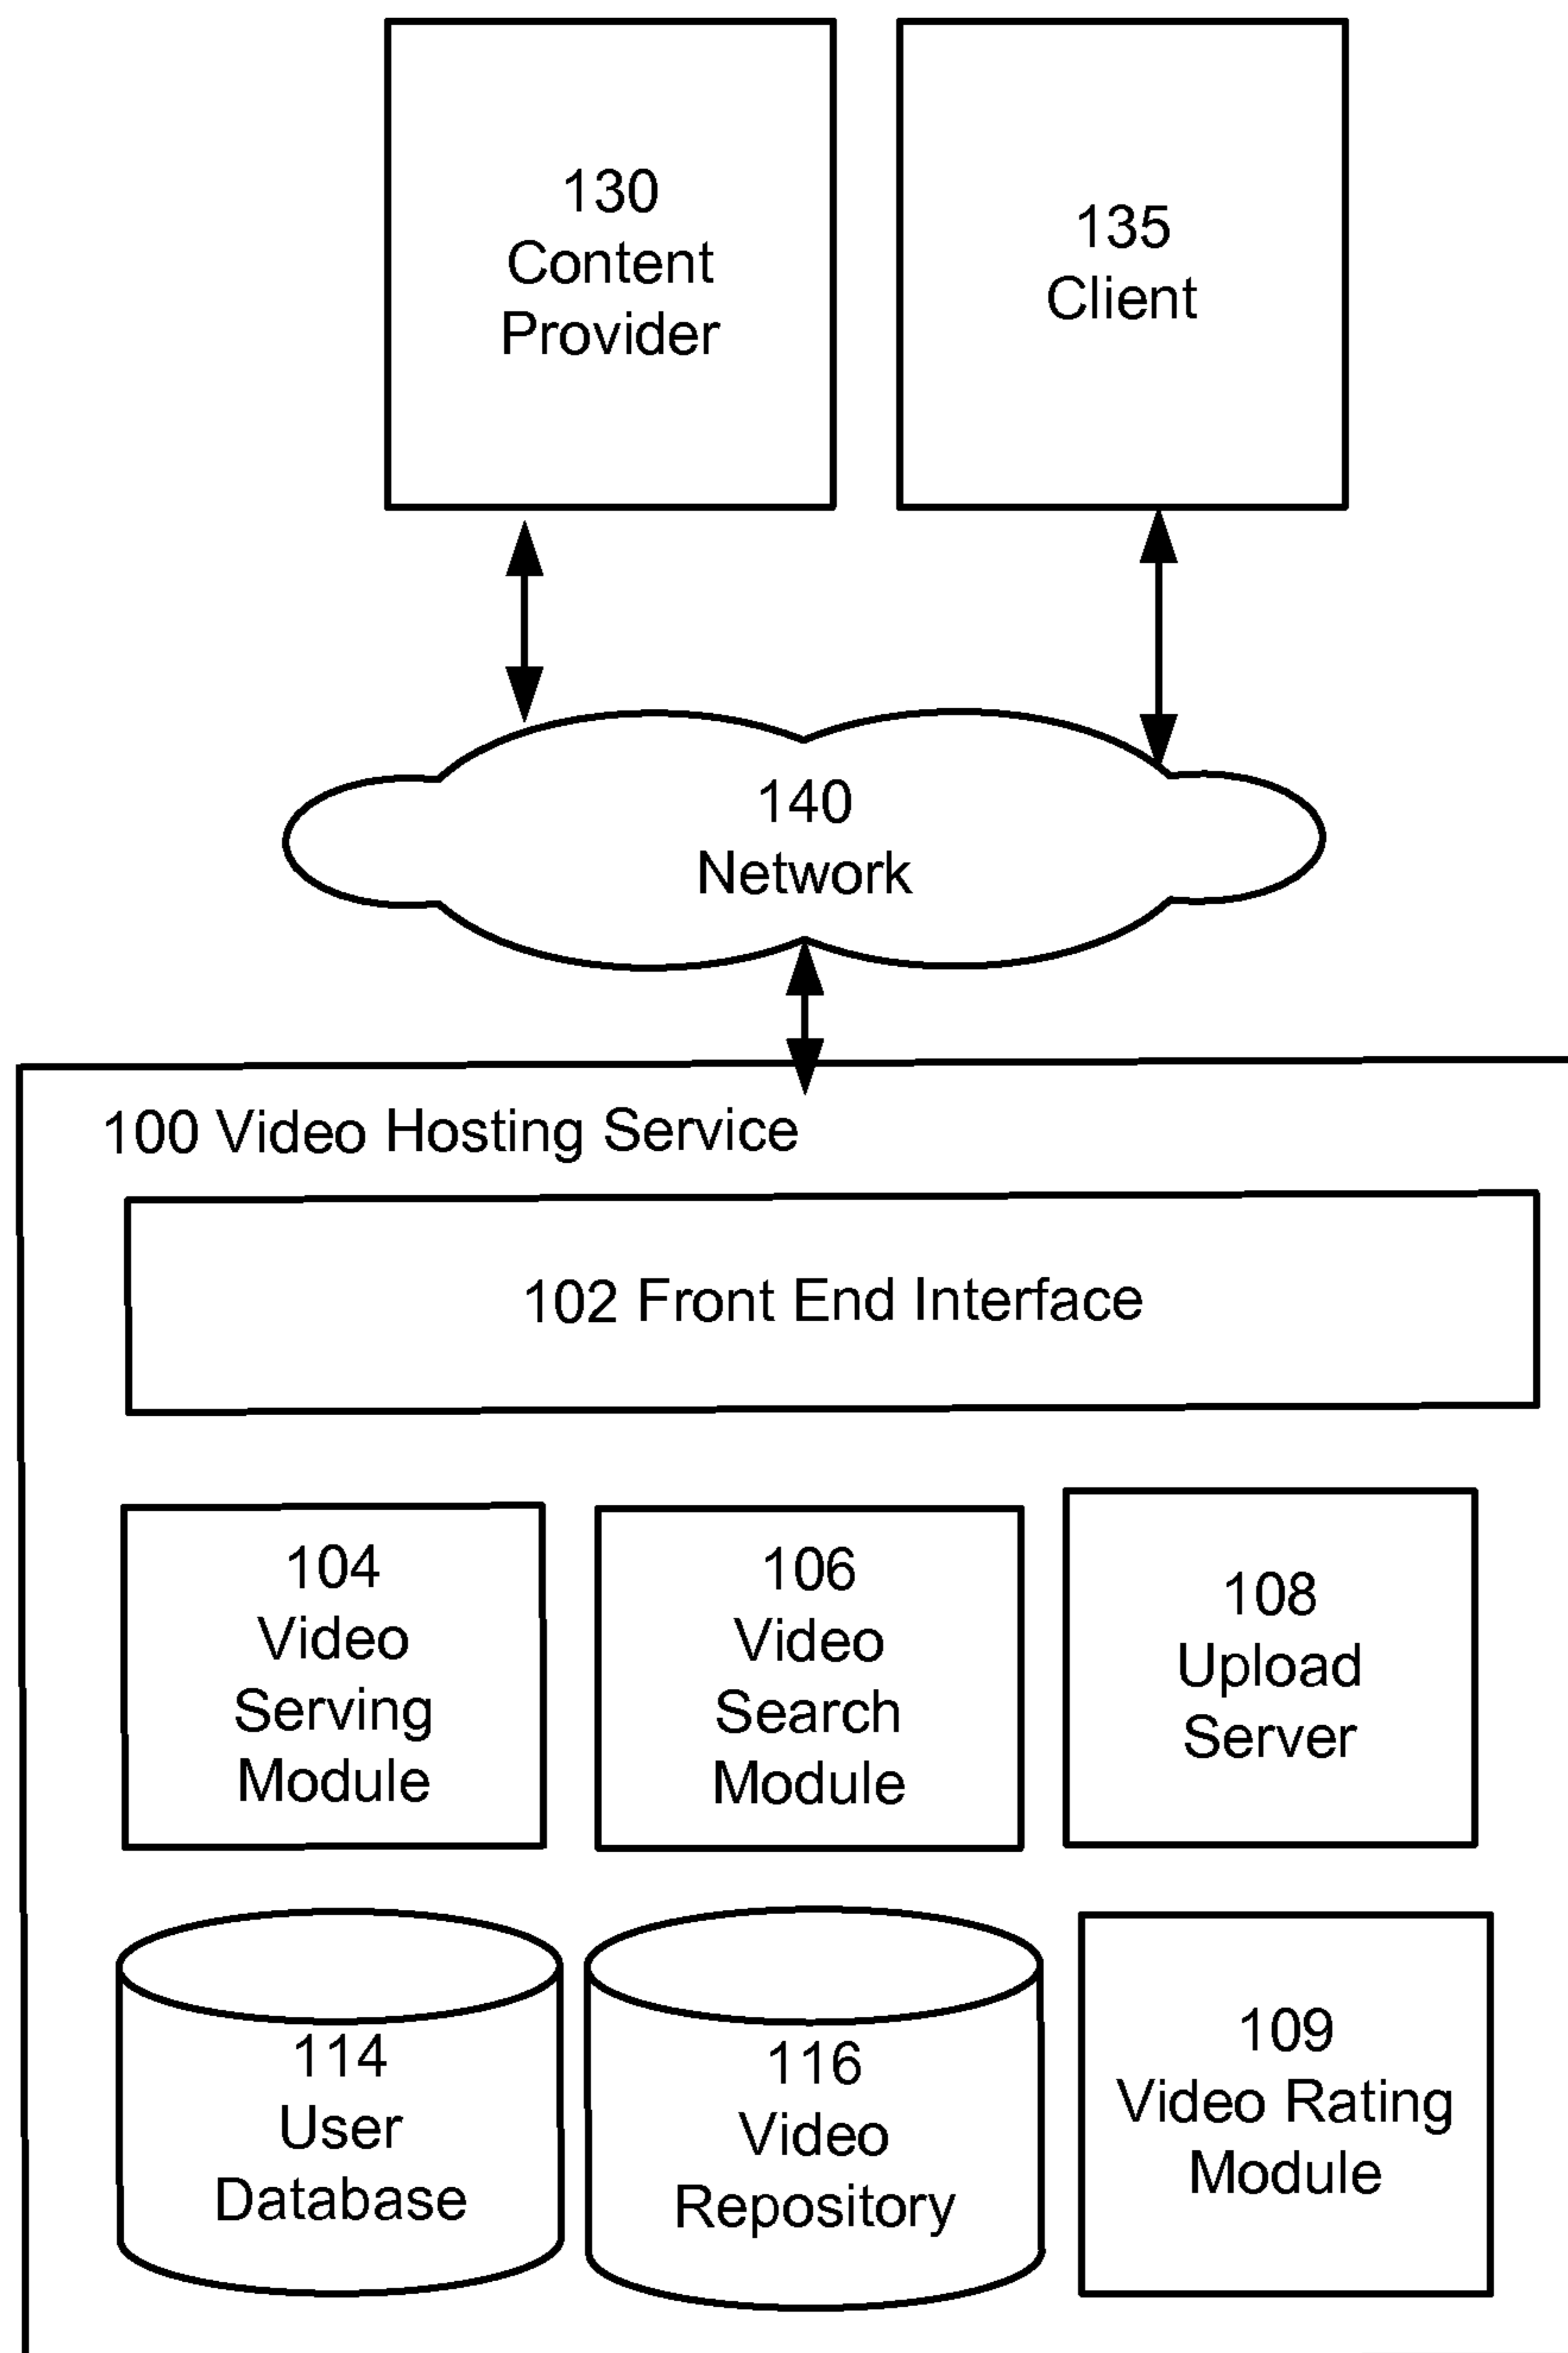 130
Content
Provider
135
Client
140
Network
100 Video Hosting Service
102 Front End Interface
104
Video
Serving
Module
106
Video
Search
Module
108
Upload
Server
114
User
Database
116
Video
Repository
109
Video Rating
Module